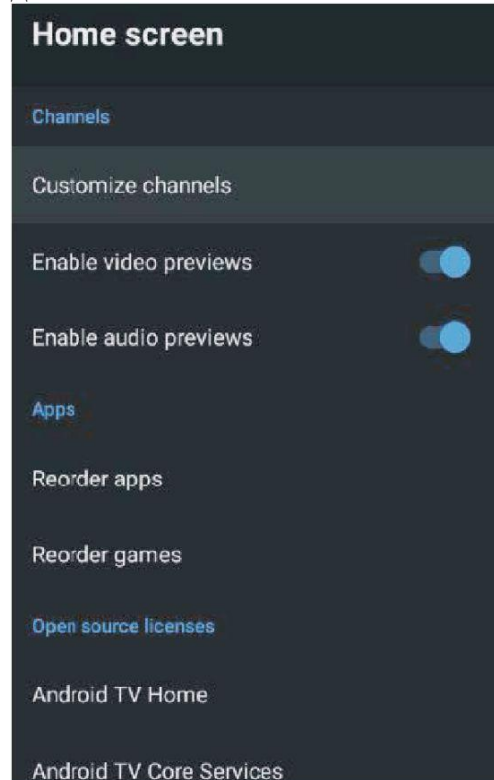 Home screen
Channels
Customize channels
Enable video previews
Enable audio previews
Apps
Reorder apps
Reorder games
Open source licenses
Android TV Home
Android TV Core Services